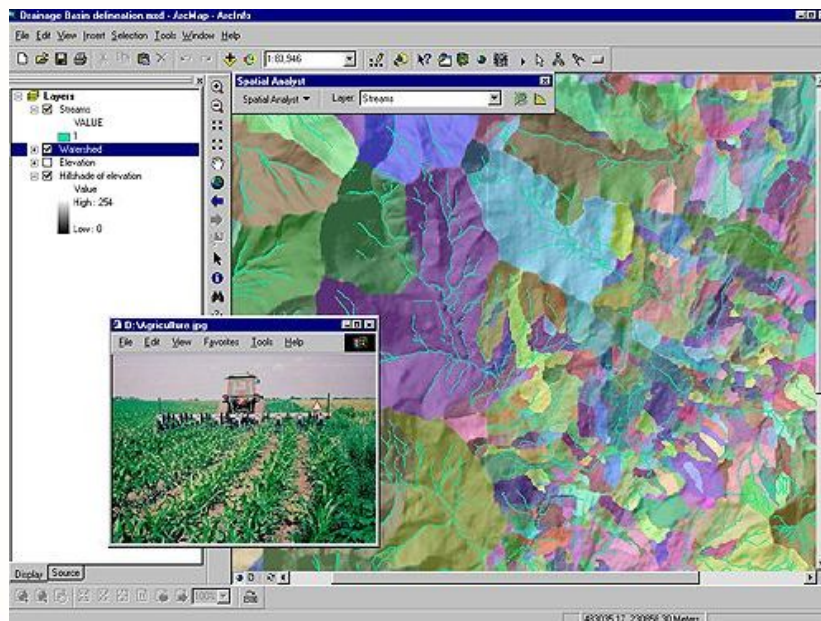 Drainage Basin delineation.mxd - ArcMap - ArcInfo
File Edit View Insert Selection Tools Window Help
1:83,946
Spatial Analyst
Spatial Analyst Layer: Streams
Layers
Streams
VALUE
1
Watershed
Elevation
Hillshade of elevation
Value
High : 254
Low : 0
D:\Agriculture.jpg
File Edit View Favorites Tools Help
Display Source
100%